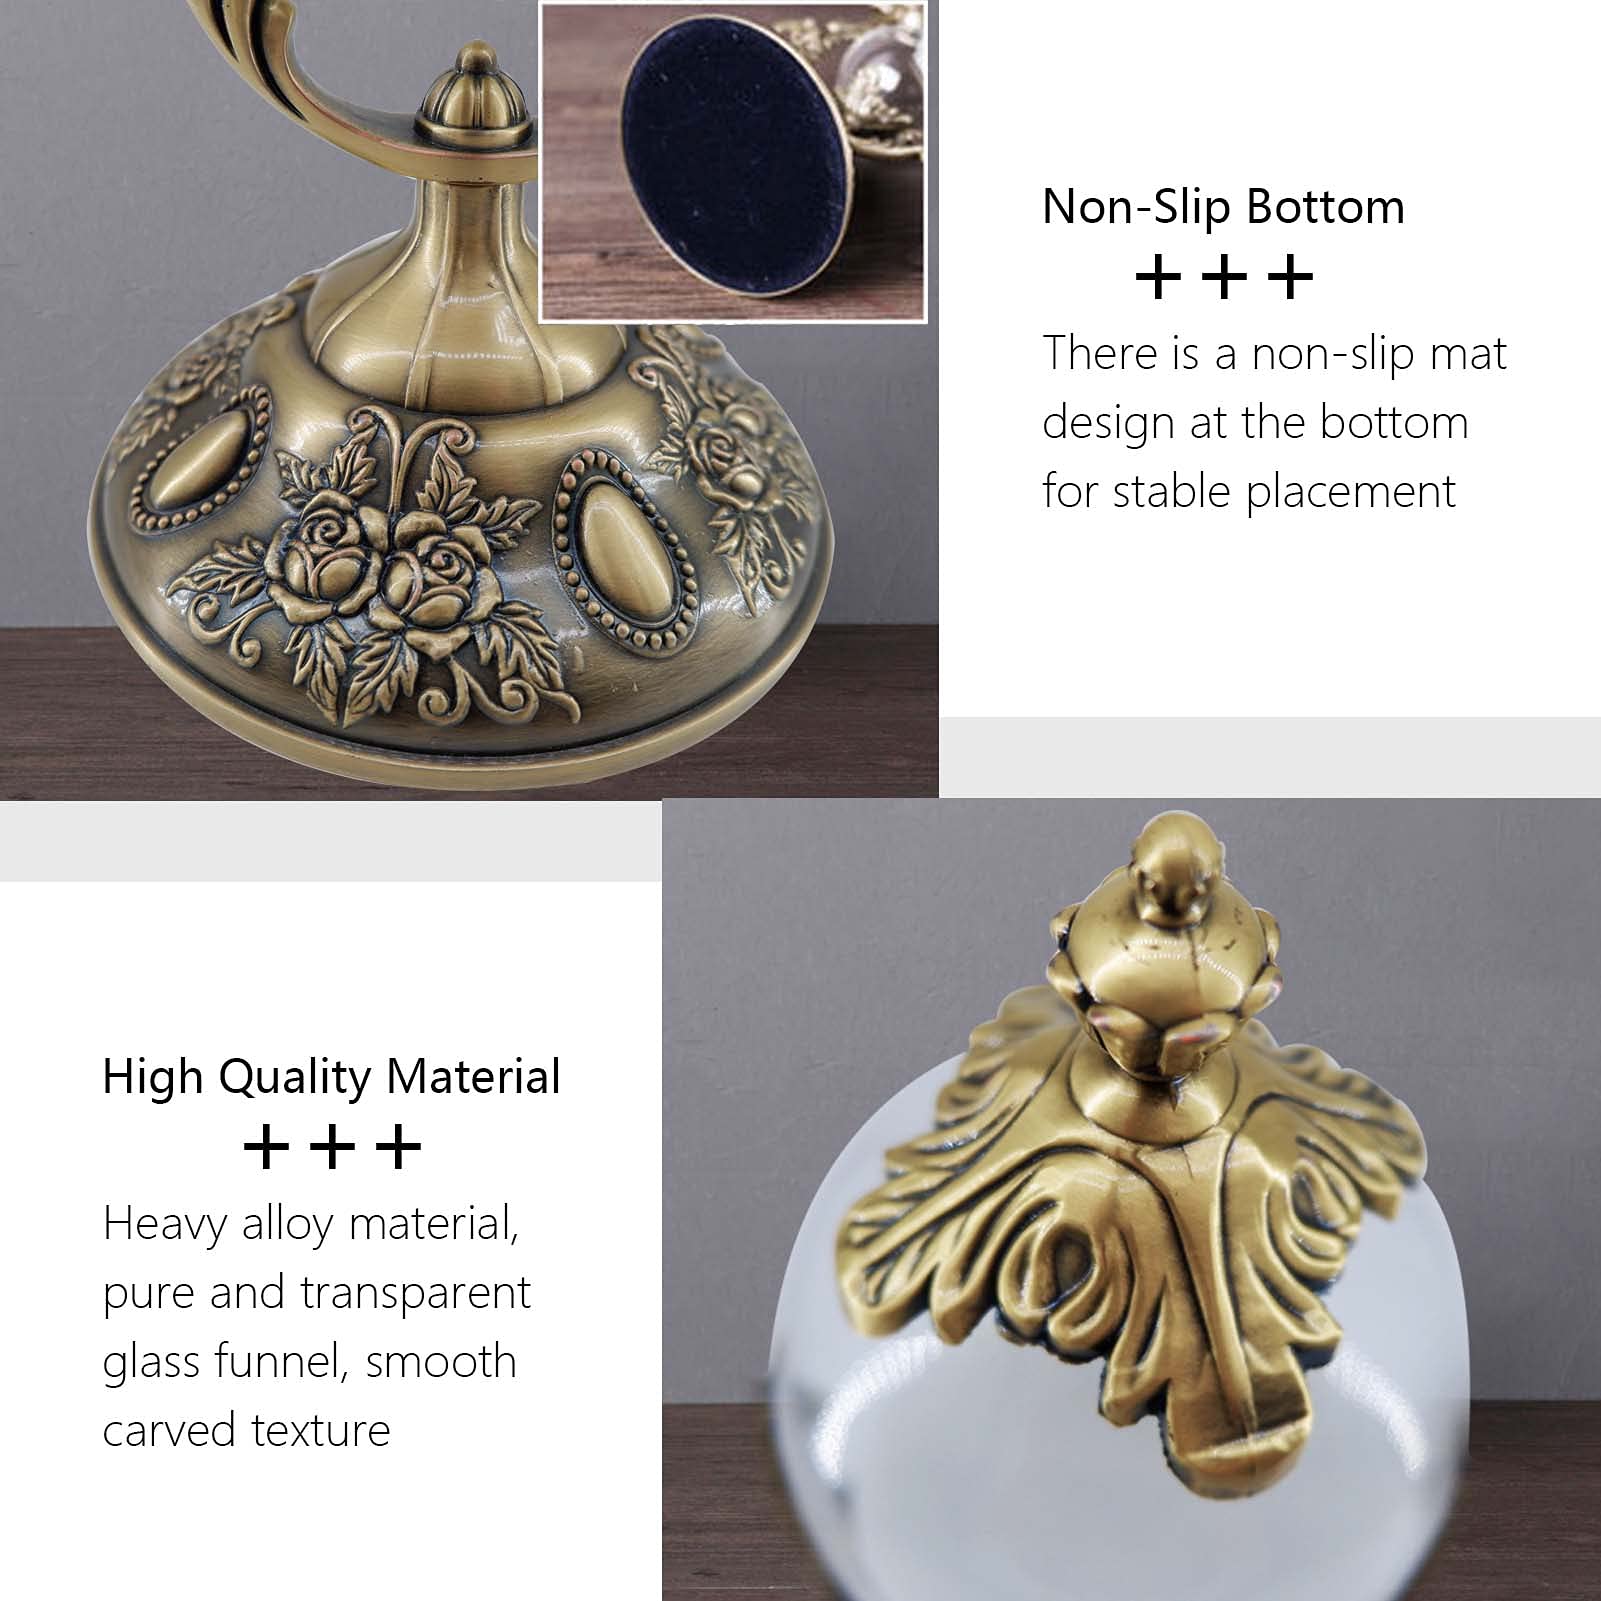 Non-Slip Bottom
+++
There is a non-slip mat
design at the bottom
for stable placement
High Quality Material
+++
Heavy alloy material,
pure and transparent
glass funnel, smooth
carved texture